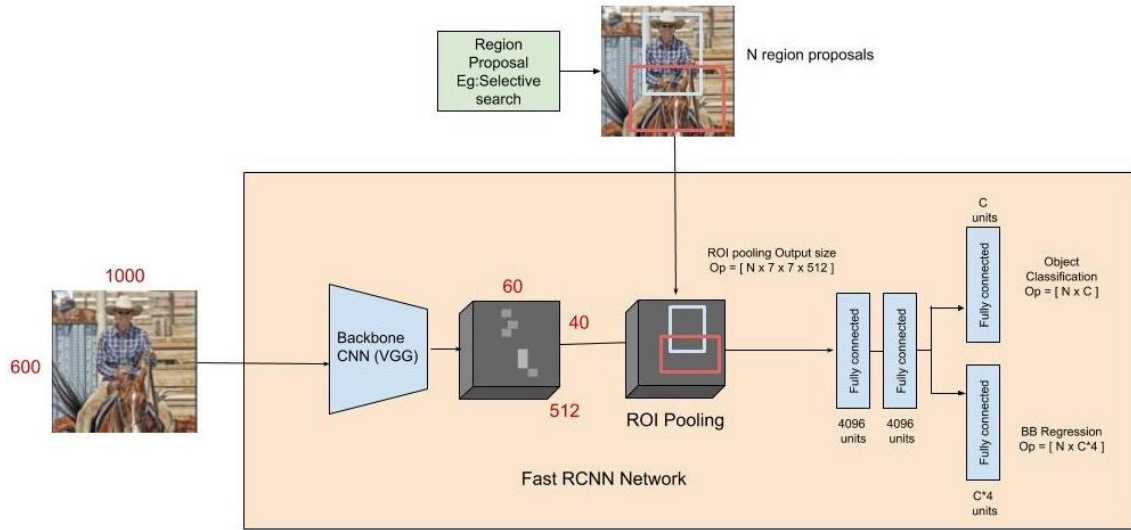 Region
Proposal
Eg:Selective
search
N region proposals
1000
600
Backbone
CNN (VGG)
60
40
512
ROI pooling Output size
Op = [ N x 7 x 7 x 512 ]
ROI Pooling
Fully connected
4096
units
Fully connected
4096
units
C
units
Fully connected
Object
Classification
Op = [ N x C ]
Fully connected
C*4
units
BB Regression
Op = [ N x C*4 ]
Fast RCNN Network